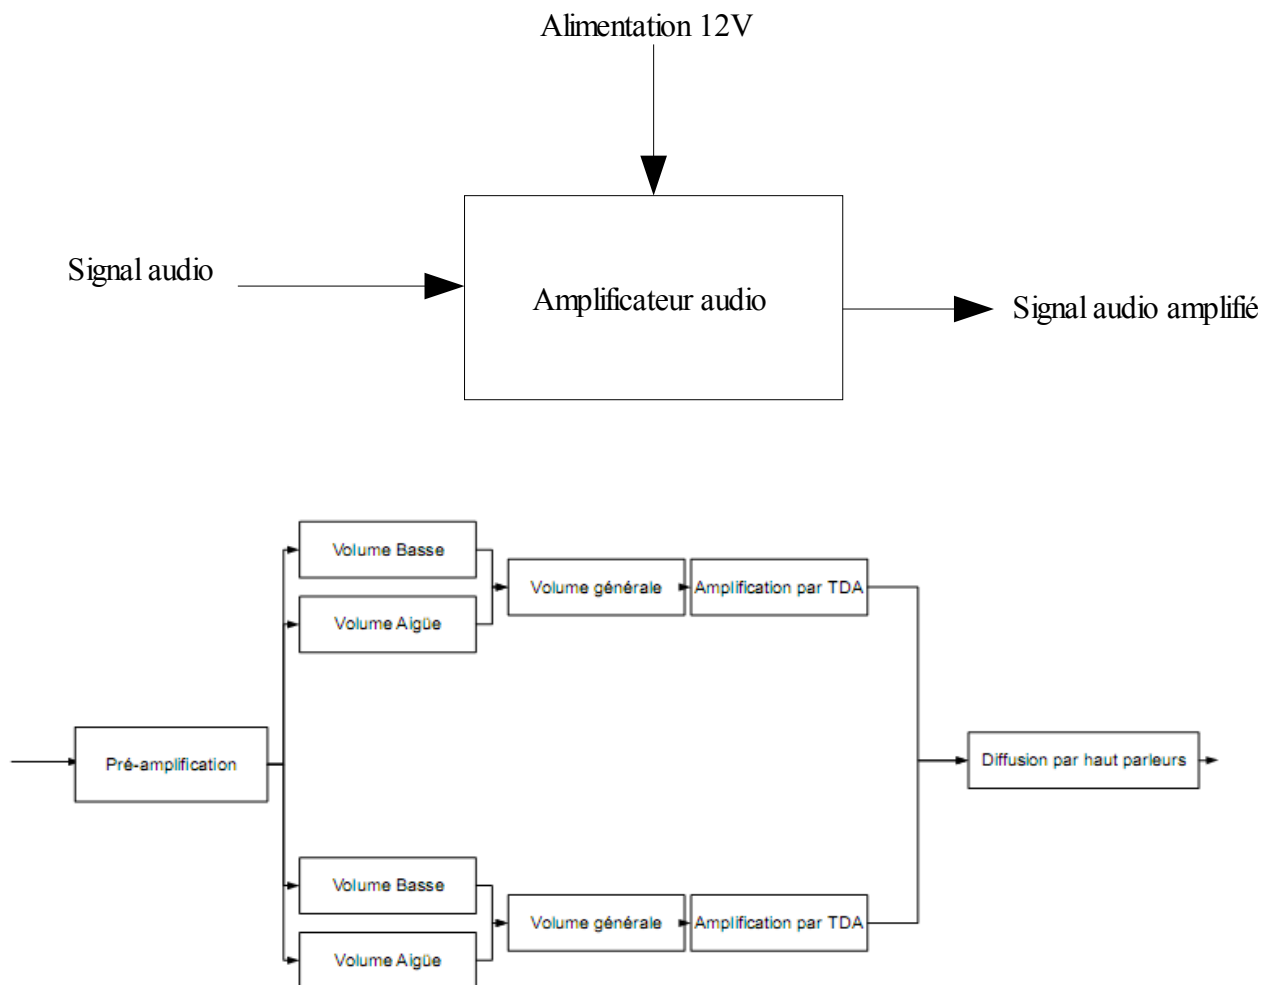 Alimentation 12V
Signal audio
Amplificateur audio
Signal audio amplifié
Volume Basse
Volume générale
Amplification par TDA
Volume Aigüe
Pré-amplification
Diffusion par haut parleurs
Volume Basse
Volume générale
Amplification par TDA
Volume Aigüe